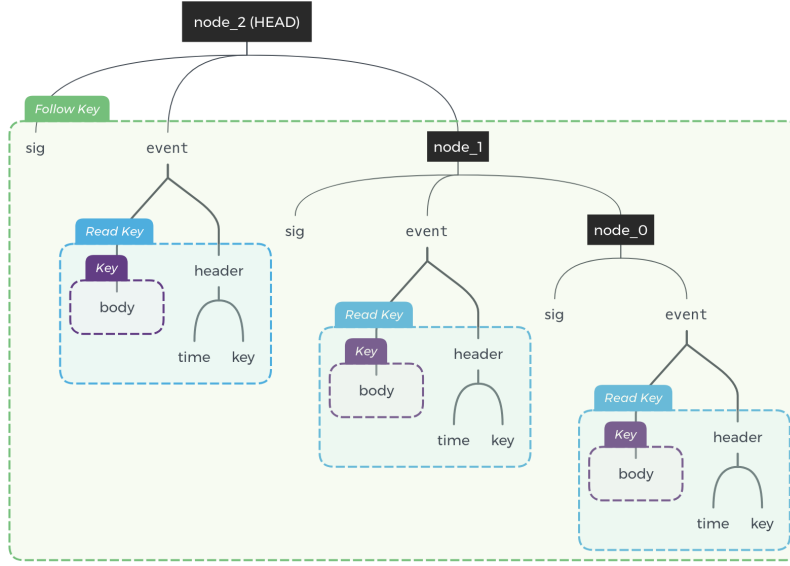 node_2 (HEAD)
Follow Key
sig
event
node_1
Read Key
Key
body
header
time
key
sig
event
node_0
Read Key
Key
body
header
time
key
sig
event
Read Key
Key
body
header
time
key